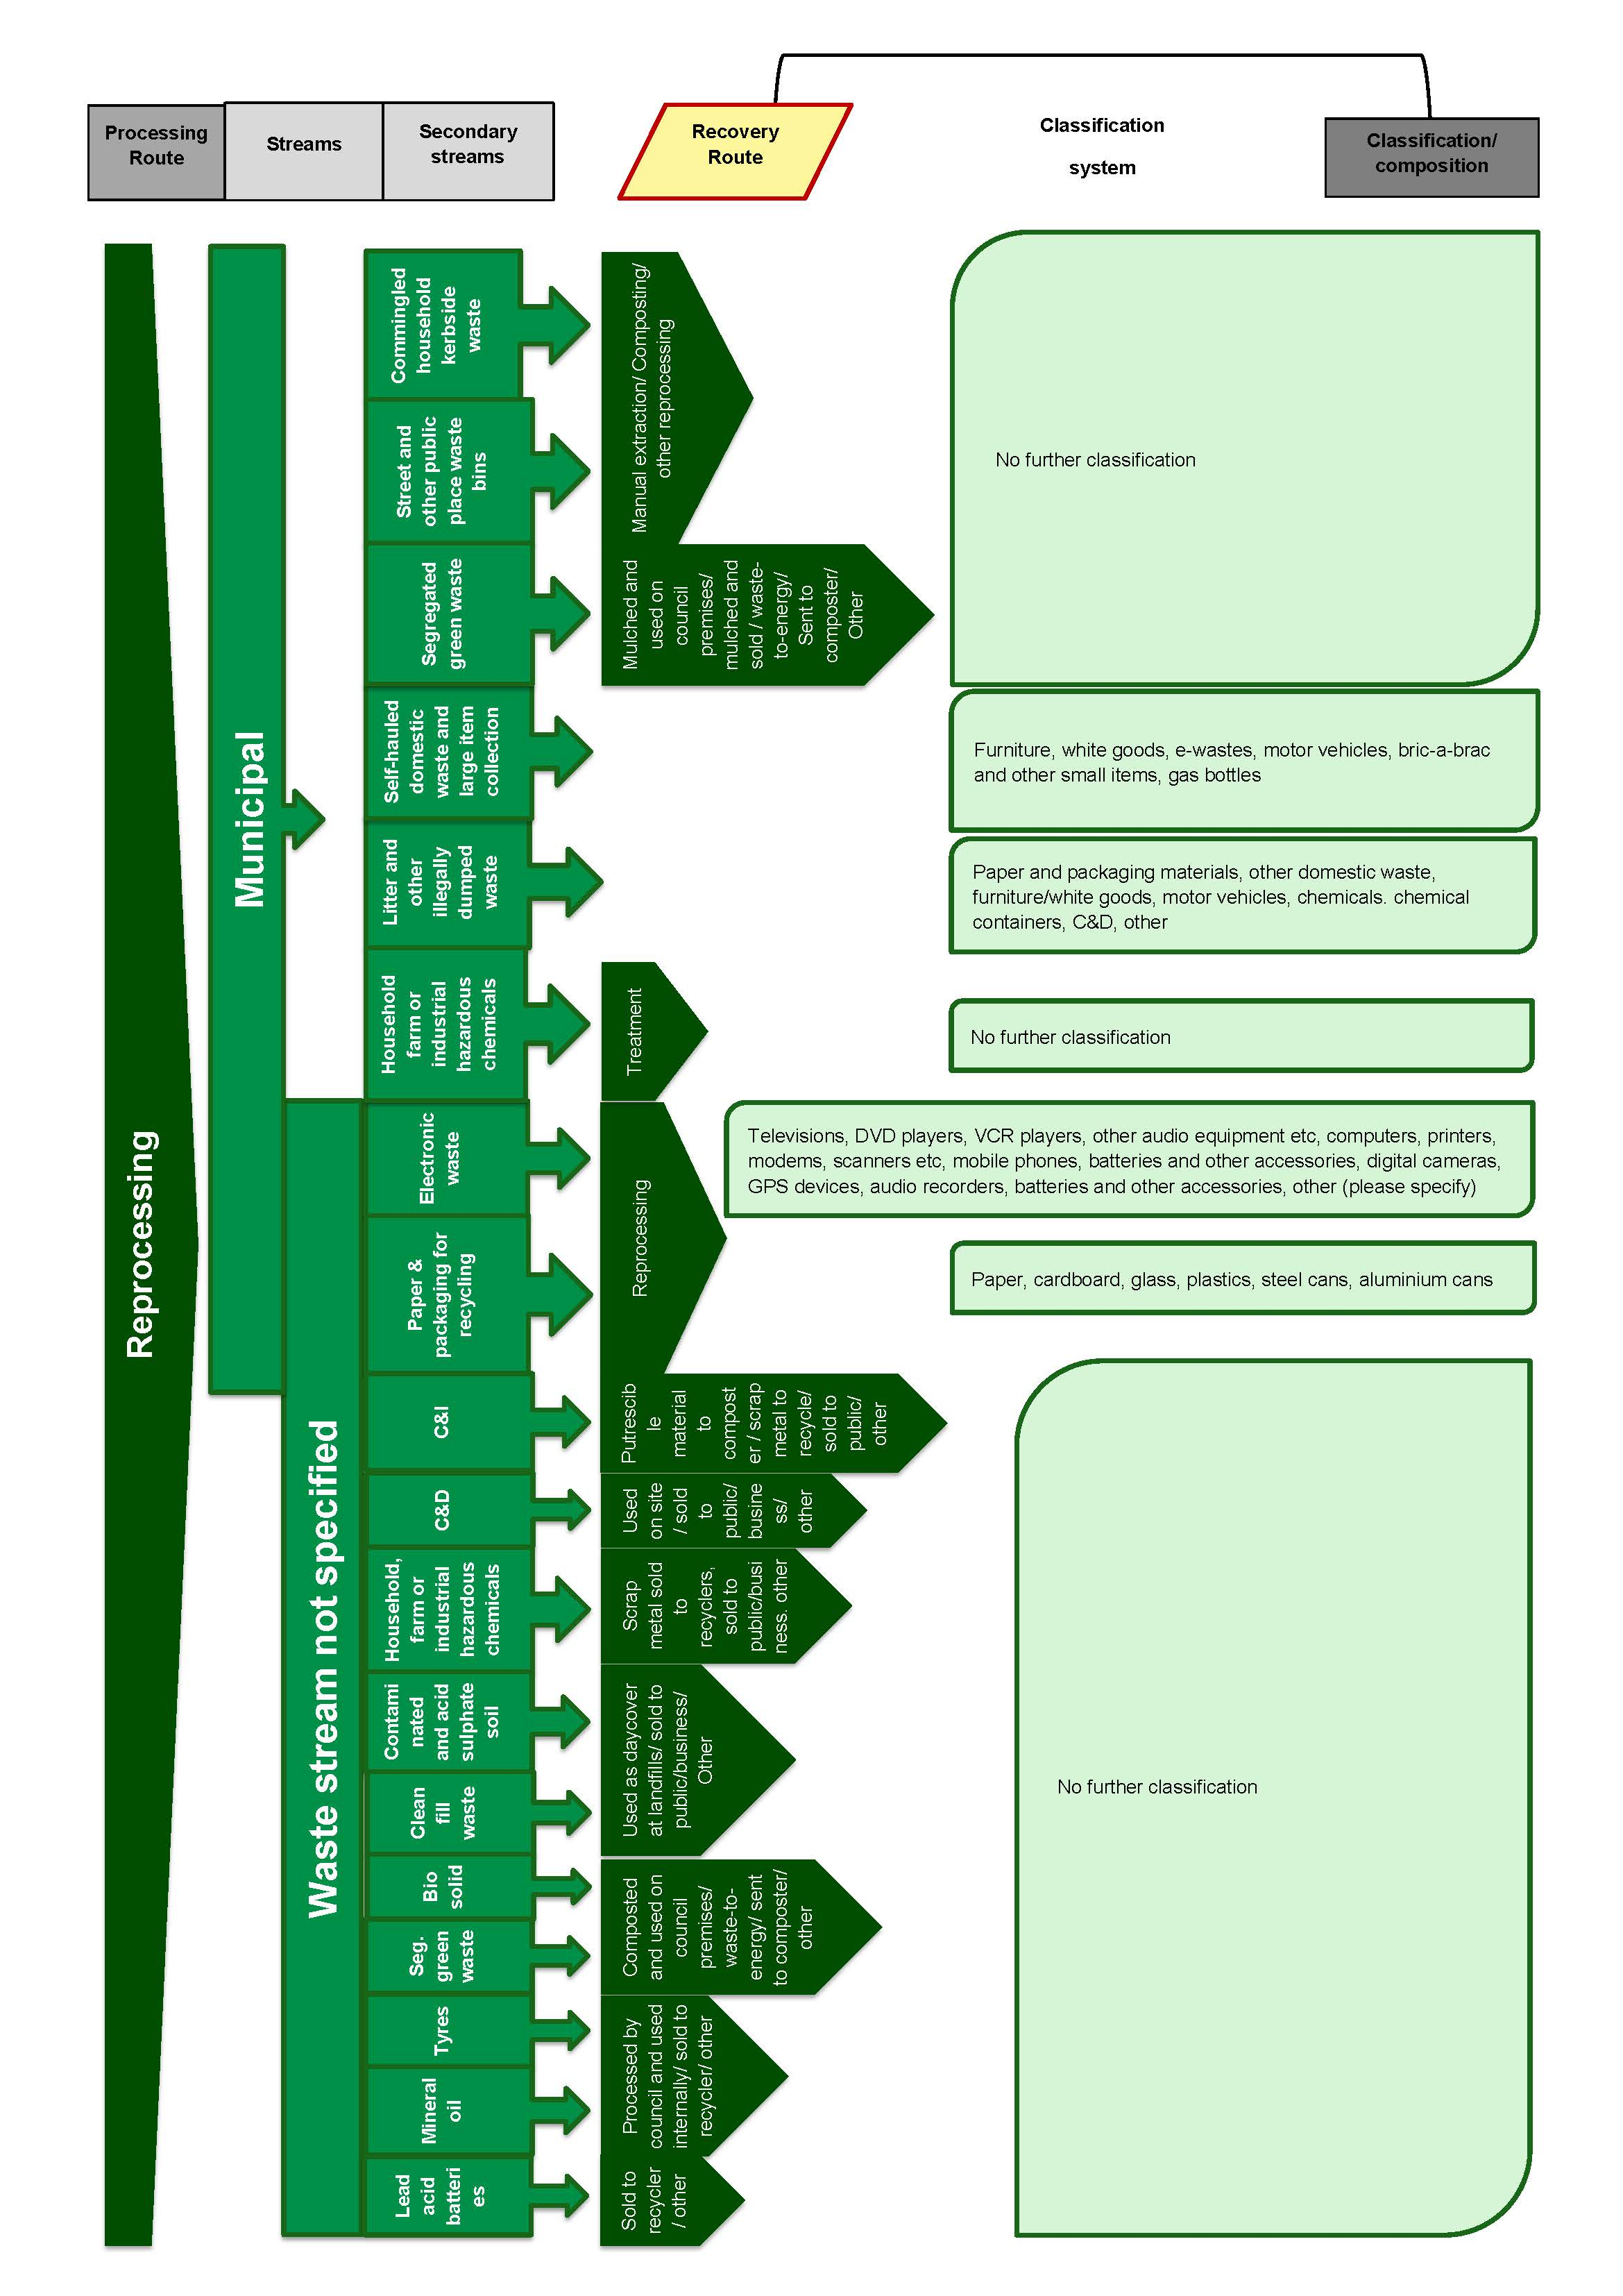 Processing
Route
Streams
Secondary
streams
Recovery
Route
Classification
system
Classification/
composition
Reprocessing
Municipal
Waste stream not specified
Commingled
household
kerbside
waste
Street and
other public
place waste
bins
Segregated
green waste
Self-hauled
domestic
waste and
large item
collection
Litter and
other
illegally
dumped
waste
Household
farm or
industrial
hazardous
chemicals
Electronic
waste
Paper &
packaging for
recycling
C&I
C&D
Household,
farm or
industrial
hazardous
chemicals
Contami
nated
and acid
sulphate
soil
Clean
fill
waste
Bio
solid
Seg.
green
waste
Tyres
Mineral
oil
Lead
acid
batteri
es
Manual extraction/ Composting/
other reprocessing
Mulched and
used on
council
premises/
mulched and
sold / waste-
to-energy/
Sent to
composter/
Other
Treatment
Reprocessing
Putrescib
le
material
to
compost
er / scrap
metal to
recycle/
sold to
public/
other
Used
on site
/ sold
to
public/
busine
ss/
other
Scrap
metal sold
to
recyclers,
sold to
public/busi
ness. other
Used as daycover
at landfills/ sold to
public/business/
Other
Composted
and used on
council
premises/
waste-to-
energy/ sent
to composter/
other
Processed by
council and used
internally/ sold to
recycler/ other
Sold to
recycler
/ other
No further classification
Furniture, white goods, e-wastes, motor vehicles, bric-a-brac
and other small items, gas bottles
Paper and packaging materials, other domestic waste,
furniture/white goods, motor vehicles, chemicals. chemical
containers, C&D, other
No further classification
Televisions, DVD players, VCR players, other audio equipment etc, computers, printers,
modems, scanners etc, mobile phones, batteries and other accessories, digital cameras,
GPS devices, audio recorders, batteries and other accessories, other (please specify)
Paper, cardboard, glass, plastics, steel cans, aluminium cans
No further classification